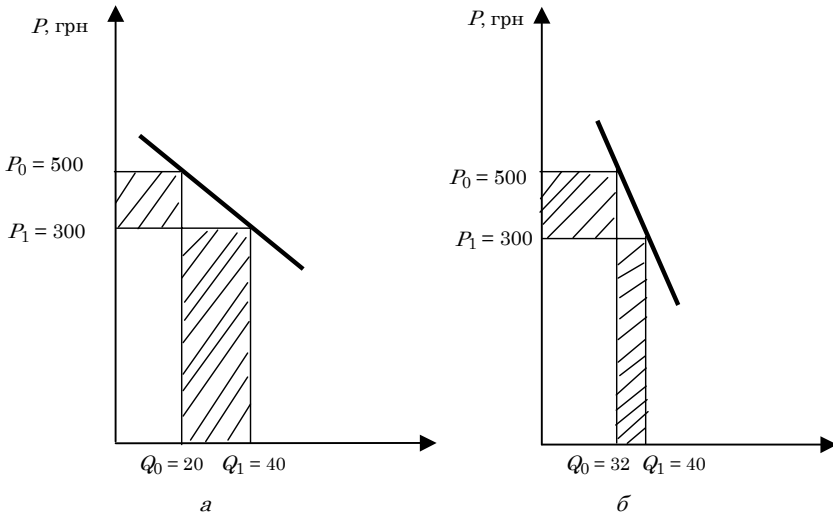 P, грн
P₀ = 500
P₁ = 300
Q₀ = 20 Q₁ = 40
а
P, грн
P₀ = 500
P₁ = 300
Q₀ = 32 Q₁ = 40
б